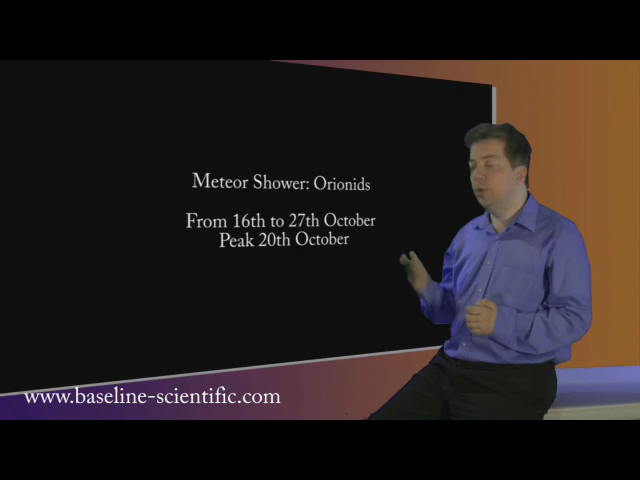 Meteor Shower: Orionids
From 16th to 27th October
Peak 20th October
www.baseline-scientific.com